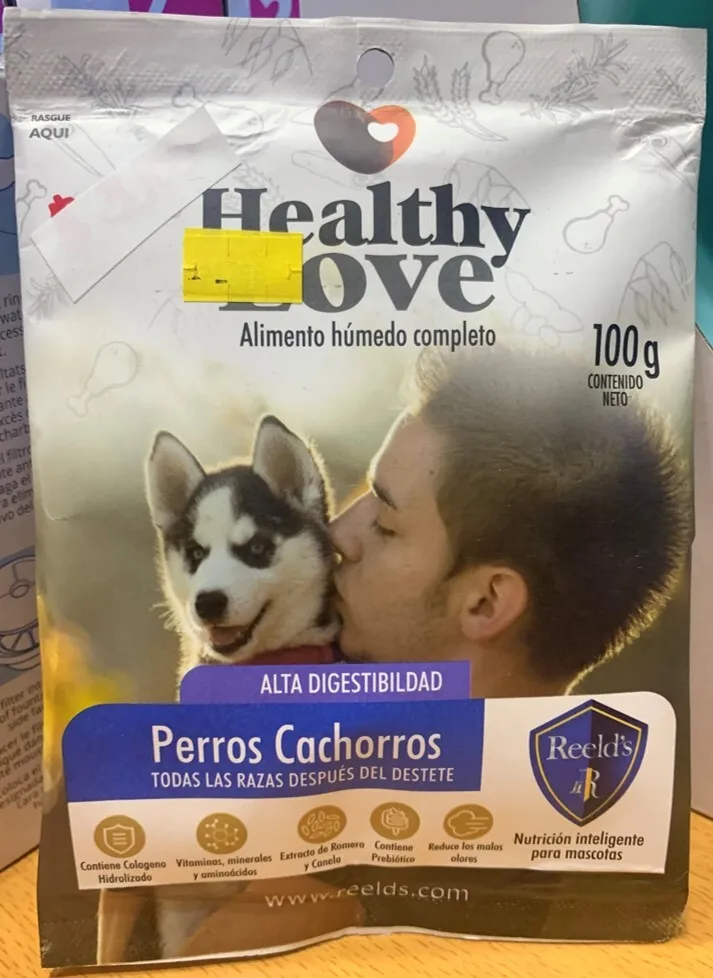 RASGUE
AQUI
Healthy
Love
Alimento húmedo completo
100 g
CONTENIDO
NETO
ALTA DIGESTIBILDAD
Perros Cachorros
TODAS LAS RAZAS DESPUÉS DEL DESTETE
Reeld's
R
Contiene Colageno
Hidrolizado
Vitaminas, minerales
y aminoácidos
Extracto de Romero
y Canela
Contiene
Prebiótico
Reduce los malos
olores
Nutrición inteligente
para mascotas
www.reelds.com